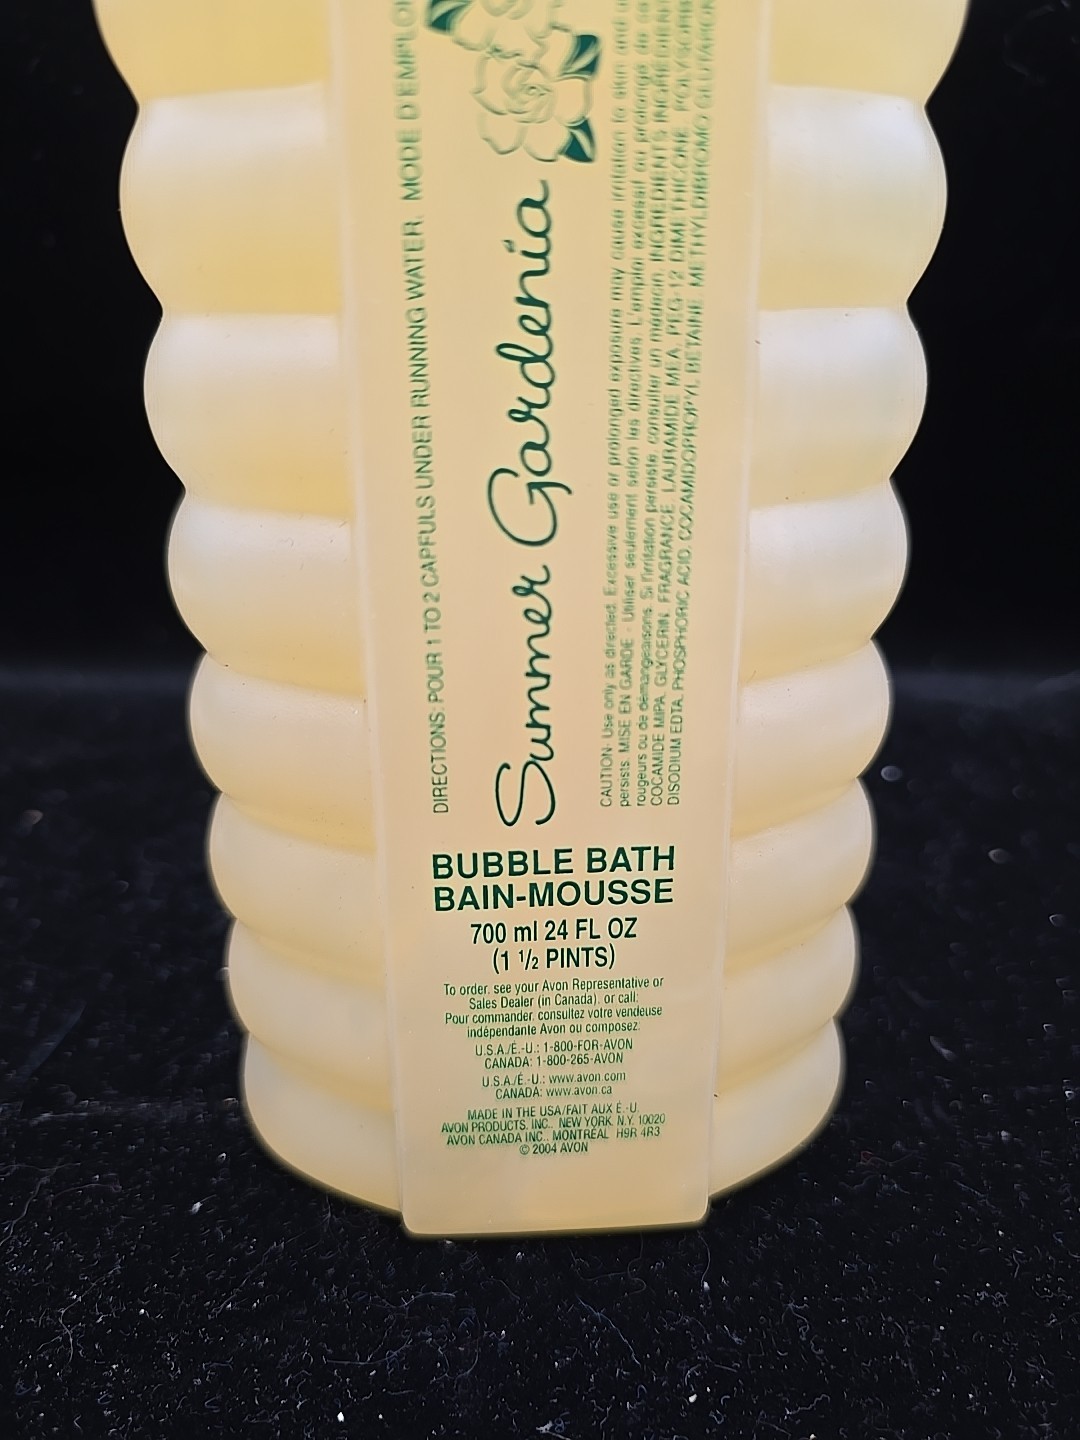 DIRECTIONS: POUR 1 TO 2 CAPFULS UNDER RUNNING WATER. MODE D'EMPLOI
Summer Gardenia
CAUTION: Use only as directed. Excessive use or prolonged exposure may cause irritation to skin and
persists. MISE EN GARDE - Utiliser seulement selon les directives. L'emploi excessif ou prolongé
rougeurs ou de démangeaisons. Si l'irritation persiste, consulter un médecin. INGREDIENTS/INGRÉDIENTS
COCAMIDE MIPA, GLYCERIN, FRAGRANCE, LAURAMIDE MEA, PEG-12 DIMETHICONE,
DISODIUM EDTA, PHOSPHORIC ACID, COCAMIDOPROPYL BETAINE, METHYLDIBROMO
BUBBLE BATH
BAIN-MOUSSE
700 ml 24 FL OZ
(1 1/2 PINTS)
To order, see your Avon Representative or
Sales Dealer (in Canada), or call:
Pour commander, consultez votre vendeuse
indépendante Avon ou composez:
U.S.A./É.-U.: 1-800-FOR-AVON
CANADA: 1-800-265-AVON
U.S.A./É.-U.: www.avon.com
CANADA: www.avon.ca
MADE IN THE USA/FAIT AUX É.-U.
AVON PRODUCTS, INC., NEW YORK, N.Y. 10020
AVON CANADA INC., MONTRÉAL H9R 4R3
© 2004 AVON